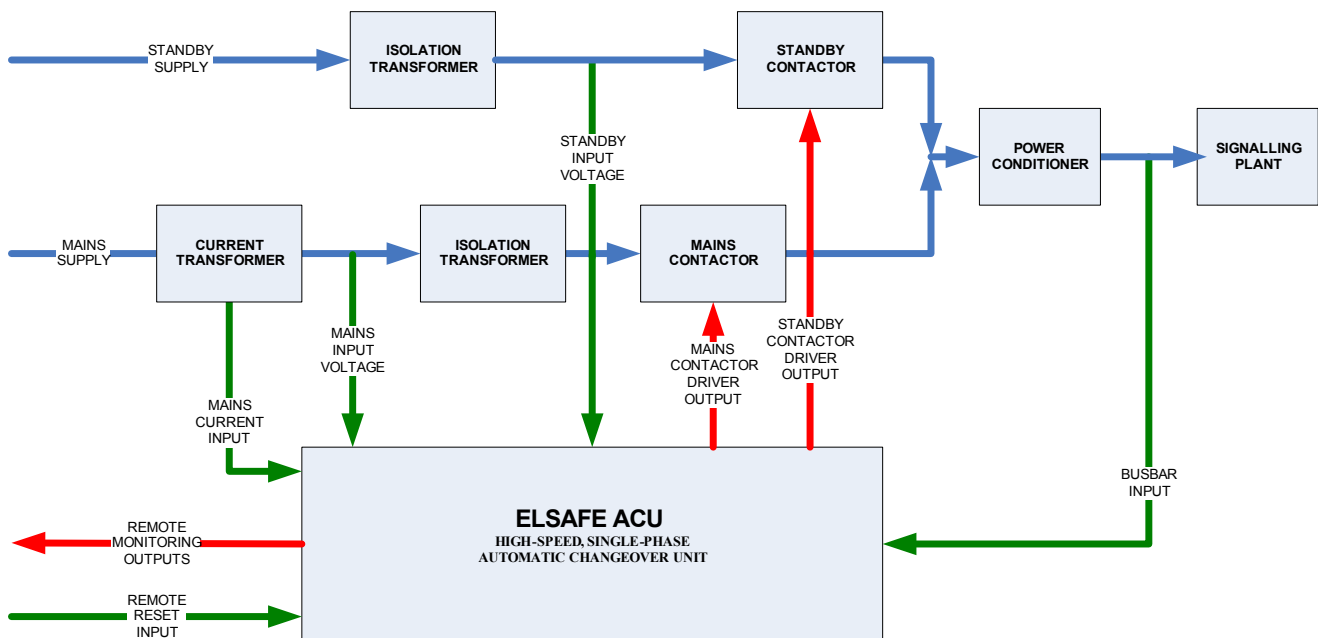 STANDBY
SUPPLY
ISOLATION
TRANSFORMER
STANDBY
CONTACTOR
STANDBY
INPUT
VOLTAGE
POWER
CONDITIONER
SIGNALLING
PLANT
MAINS
SUPPLY
CURRENT
TRANSFORMER
ISOLATION
TRANSFORMER
MAINS
CONTACTOR
MAINS
INPUT
VOLTAGE
MAINS
CONTACTOR
DRIVER
OUTPUT
STANDBY
CONTACTOR
DRIVER
OUTPUT
MAINS
CURRENT
INPUT
BUSBAR
INPUT
ELSAFE ACU
HIGH-SPEED, SINGLE-PHASE
AUTOMATIC CHANGEOVER UNIT
REMOTE
MONITORING
OUTPUTS
REMOTE
RESET
INPUT